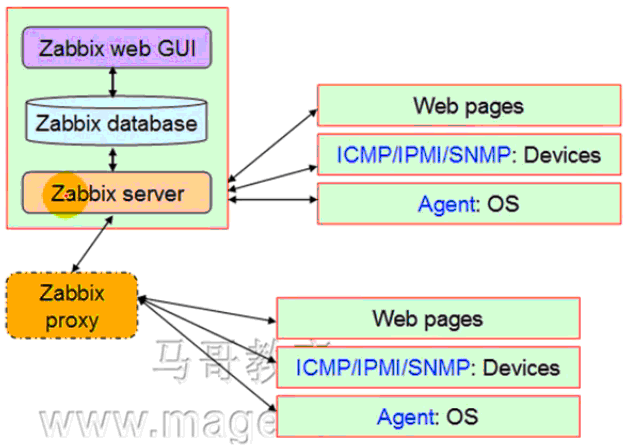 Zabbix web GUI
Zabbix database
Zabbix server
Web pages
ICMP/IPMI/SNMP: Devices
Agent: OS
Zabbix
proxy
Web pages
ICMP/IPMI/SNMP: Devices
Agent: OS
马哥教
www.mage